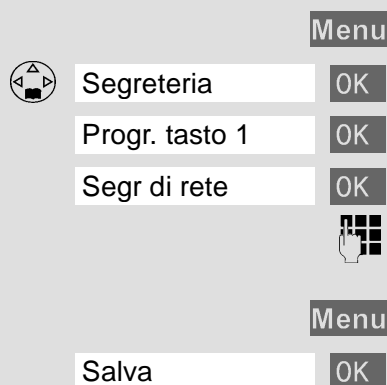 Menu
Segreteria OK
Progr. tasto 1 OK
Segr di rete OK
Menu
Salva OK